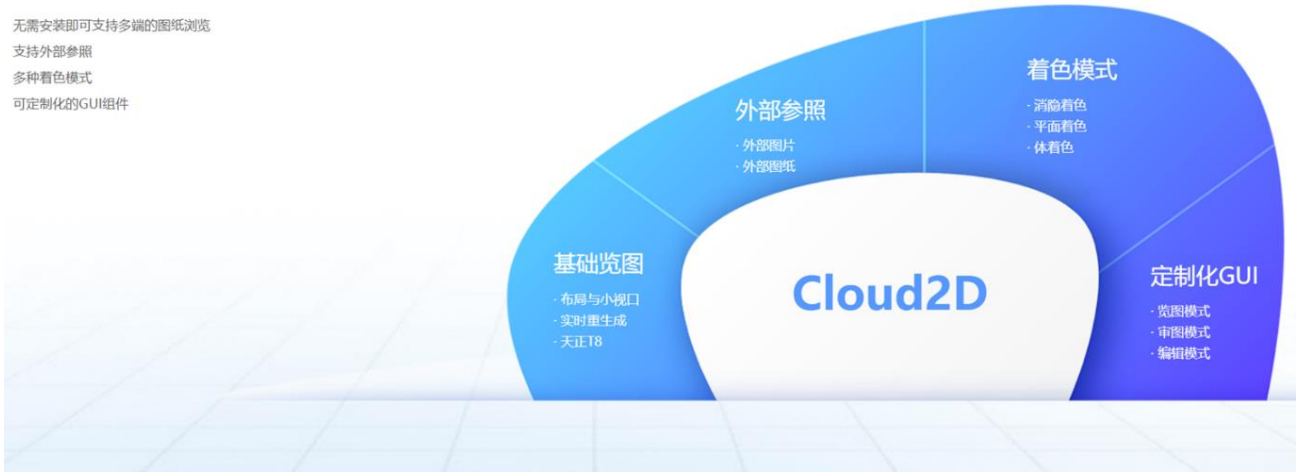 无需安装即可支持多端的图纸浏览
支持外部参照
多种着色模式
可定制化的GUI组件
基础览图
· 布局与小视口
· 实时重生成
· 天正T8
外部参照
· 外部图片
· 外部图纸
着色模式
· 消隐着色
· 平面着色
· 体着色
定制化GUI
· 览图模式
· 审图模式
· 编辑模式
Cloud2D